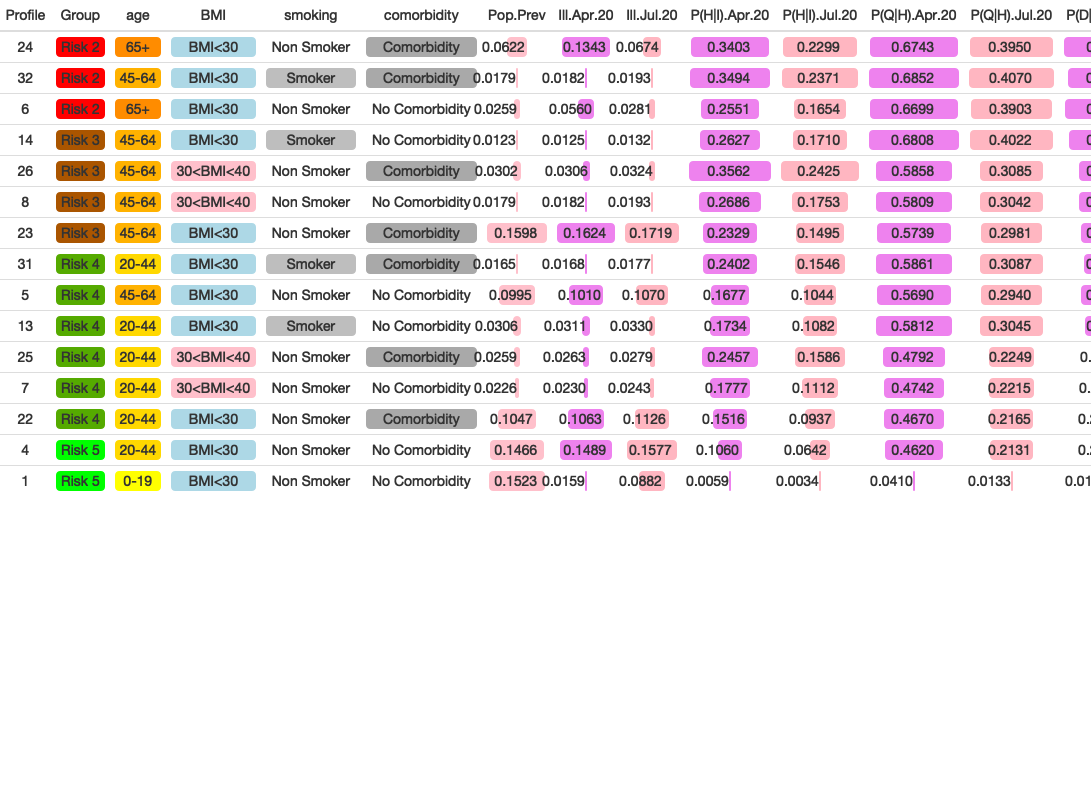 Profile Group age BMI smoking comorbidity Pop.Prev Ill.Apr.20 Ill.Jul.20 P(H|I).Apr.20 P(H|I).Jul.20 P(Q|H).Apr.20 P(Q|H).Jul.20 P(D|
24 Risk 2 65+ BMI<30 Non Smoker Comorbidity 0.0622 0.1343 0.0674 0.3403 0.2299 0.6743 0.3950
32 Risk 2 45-64 BMI<30 Smoker Comorbidity 0.0179 0.0182 0.0193 0.3494 0.2371 0.6852 0.4070
6 Risk 2 65+ BMI<30 Non Smoker No Comorbidity 0.0259 0.0560 0.0281 0.2551 0.1654 0.6699 0.3903
14 Risk 3 45-64 BMI<30 Smoker No Comorbidity 0.0123 0.0125 0.0132 0.2627 0.1710 0.6808 0.4022
26 Risk 3 45-64 30<BMI<40 Non Smoker Comorbidity 0.0302 0.0306 0.0324 0.3562 0.2425 0.5858 0.3085
8 Risk 3 45-64 30<BMI<40 Non Smoker No Comorbidity 0.0179 0.0182 0.0193 0.2686 0.1753 0.5809 0.3042
23 Risk 3 45-64 BMI<30 Non Smoker Comorbidity 0.1598 0.1624 0.1719 0.2329 0.1495 0.5739 0.2981
31 Risk 4 20-44 BMI<30 Smoker Comorbidity 0.0165 0.0168 0.0177 0.2402 0.1546 0.5861 0.3087
5 Risk 4 45-64 BMI<30 Non Smoker No Comorbidity 0.0995 0.1010 0.1070 0.1677 0.1044 0.5690 0.2940
13 Risk 4 20-44 BMI<30 Smoker No Comorbidity 0.0306 0.0311 0.0330 0.1734 0.1082 0.5812 0.3045
25 Risk 4 20-44 30<BMI<40 Non Smoker Comorbidity 0.0259 0.0263 0.0279 0.2457 0.1586 0.4792 0.2249 0.
7 Risk 4 20-44 30<BMI<40 Non Smoker No Comorbidity 0.0226 0.0230 0.0243 0.1777 0.1112 0.4742 0.2215 0.
22 Risk 4 20-44 BMI<30 Non Smoker Comorbidity 0.1047 0.1063 0.1126 0.1516 0.0937 0.4670 0.2165 0.
4 Risk 5 20-44 BMI<30 Non Smoker No Comorbidity 0.1466 0.1489 0.1577 0.1060 0.0642 0.4620 0.2131 0.
1 Risk 5 0-19 BMI<30 Non Smoker No Comorbidity 0.1523 0.0159 0.0882 0.0059 0.0034 0.0410 0.0133 0.01